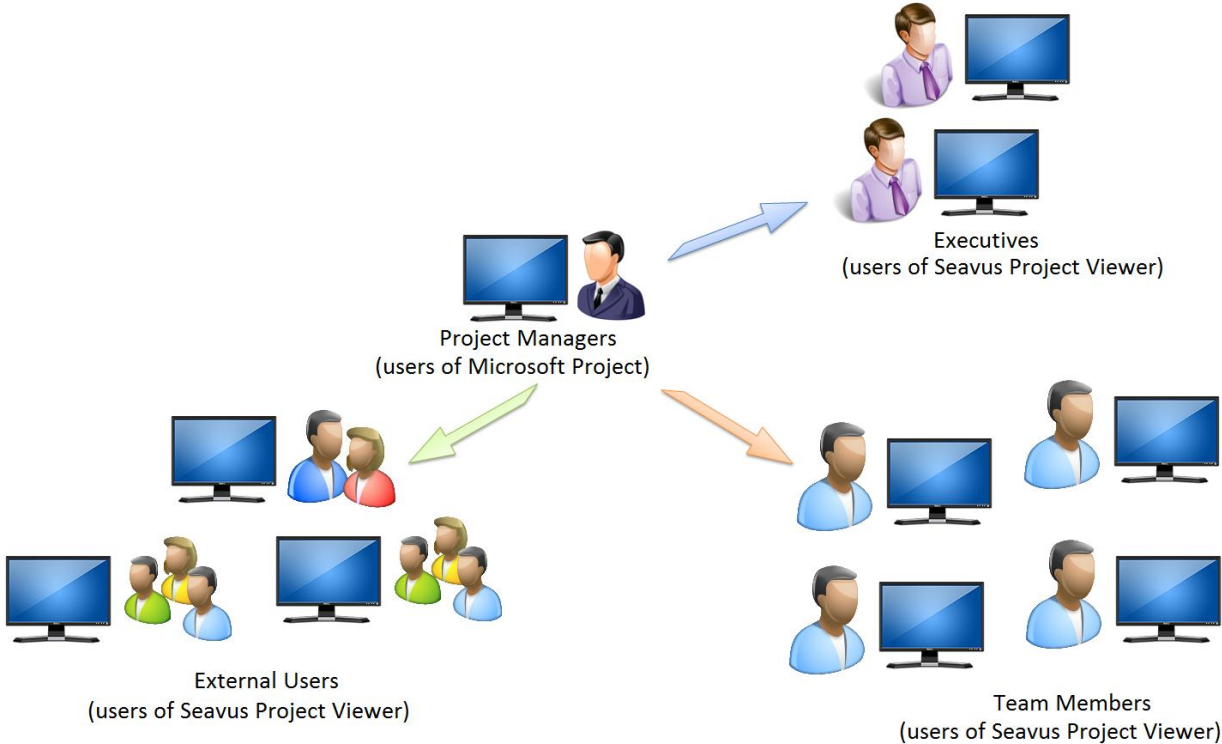 Executives
(users of Seavus Project Viewer)
Project Managers
(users of Microsoft Project)
External Users
(users of Seavus Project Viewer)
Team Members
(users of Seavus Project Viewer)